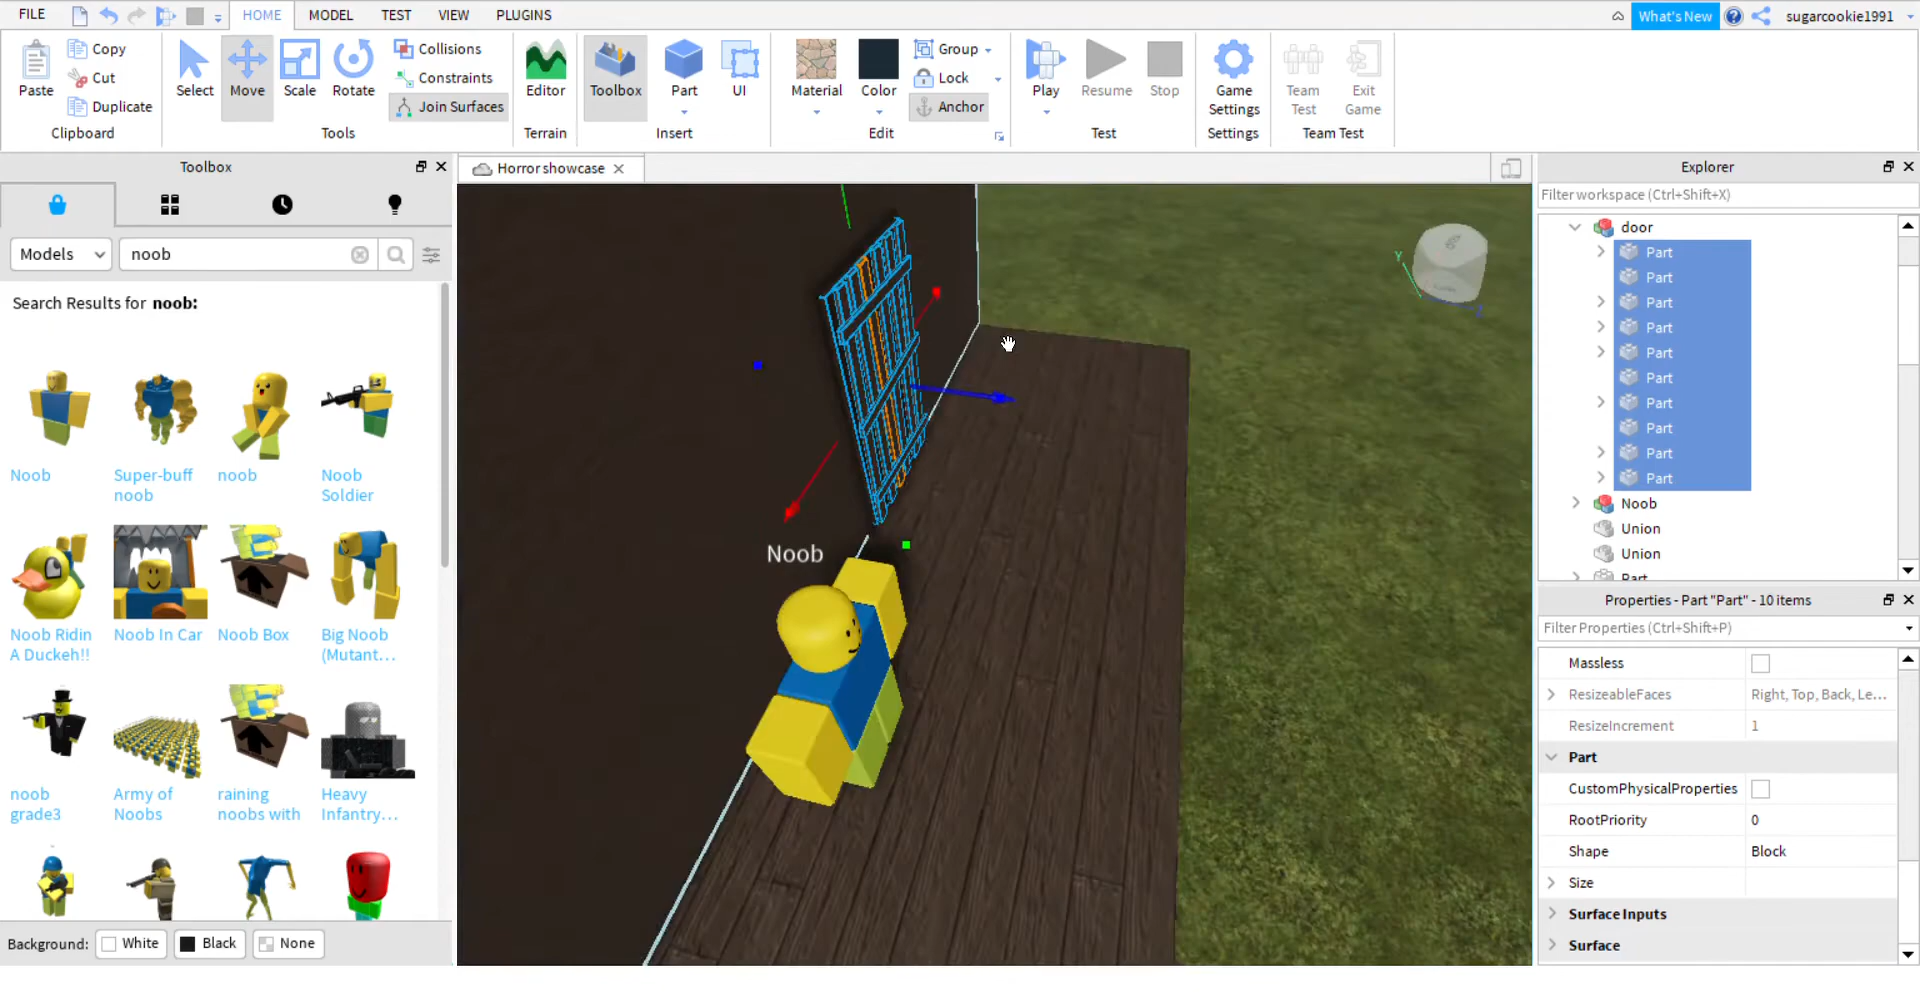 FILE
HOME
MODEL
TEST
VIEW
PLUGINS
What's New
sugarcookie1991
Paste
Copy
Cut
Duplicate
Clipboard
Select
Move
Scale
Rotate
Collisions
Constraints
Join Surfaces
Tools
Editor
Terrain
Toolbox
Part
UI
Insert
Material
Color
Group
Lock
Anchor
Edit
Play
Resume
Stop
Test
Game
Settings
Settings
Team
Test
Exit
Game
Team Test
Toolbox
Models
noob
Search Results for noob:
Noob
Super-buff
noob
noob
Noob
Soldier
Noob Ridin
A Duckeh!!
Noob In Car
Noob Box
Big Noob
(Mutant...
noob
grade3
Army of
Noobs
raining
noobs with
Heavy
Infantry...
Background:
White
Black
None
Horror showcase
Noob
Y
Explorer
Filter workspace (Ctrl+Shift+X)
door
Part
Part
Part
Part
Part
Part
Part
Part
Part
Part
Noob
Union
Union
Part
Properties - Part "Part" - 10 items
Filter Properties (Ctrl+Shift+P)
Massless
ResizeableFaces Right, Top, Back, Le...
ResizeIncrement 1
Part
CustomPhysicalProperties
RootPriority 0
Shape Block
Size
Surface Inputs
Surface